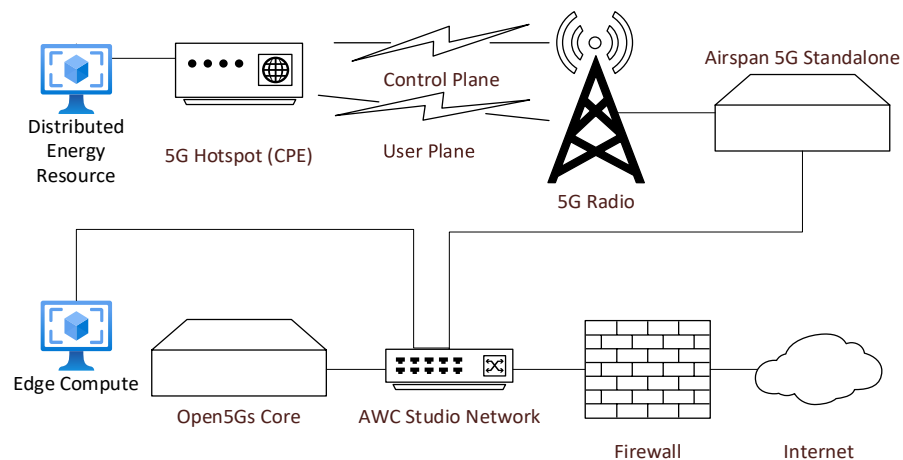 Airspan 5G Standalone
Control Plane
Distributed
Energy
Resource
5G Hotspot (CPE)
User Plane
5G Radio
Edge Compute
Open5Gs Core
AWC Studio Network
Firewall
Internet